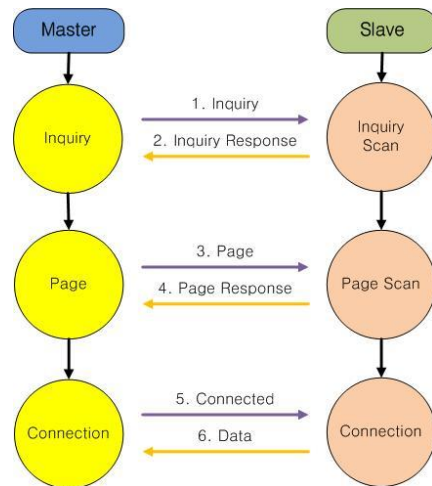 Master
Slave
Inquiry
1. Inquiry
2. Inquiry Response
Inquiry
Scan
Page
3. Page
4. Page Response
Page Scan
Connection
5. Connected
6. Data
Connection